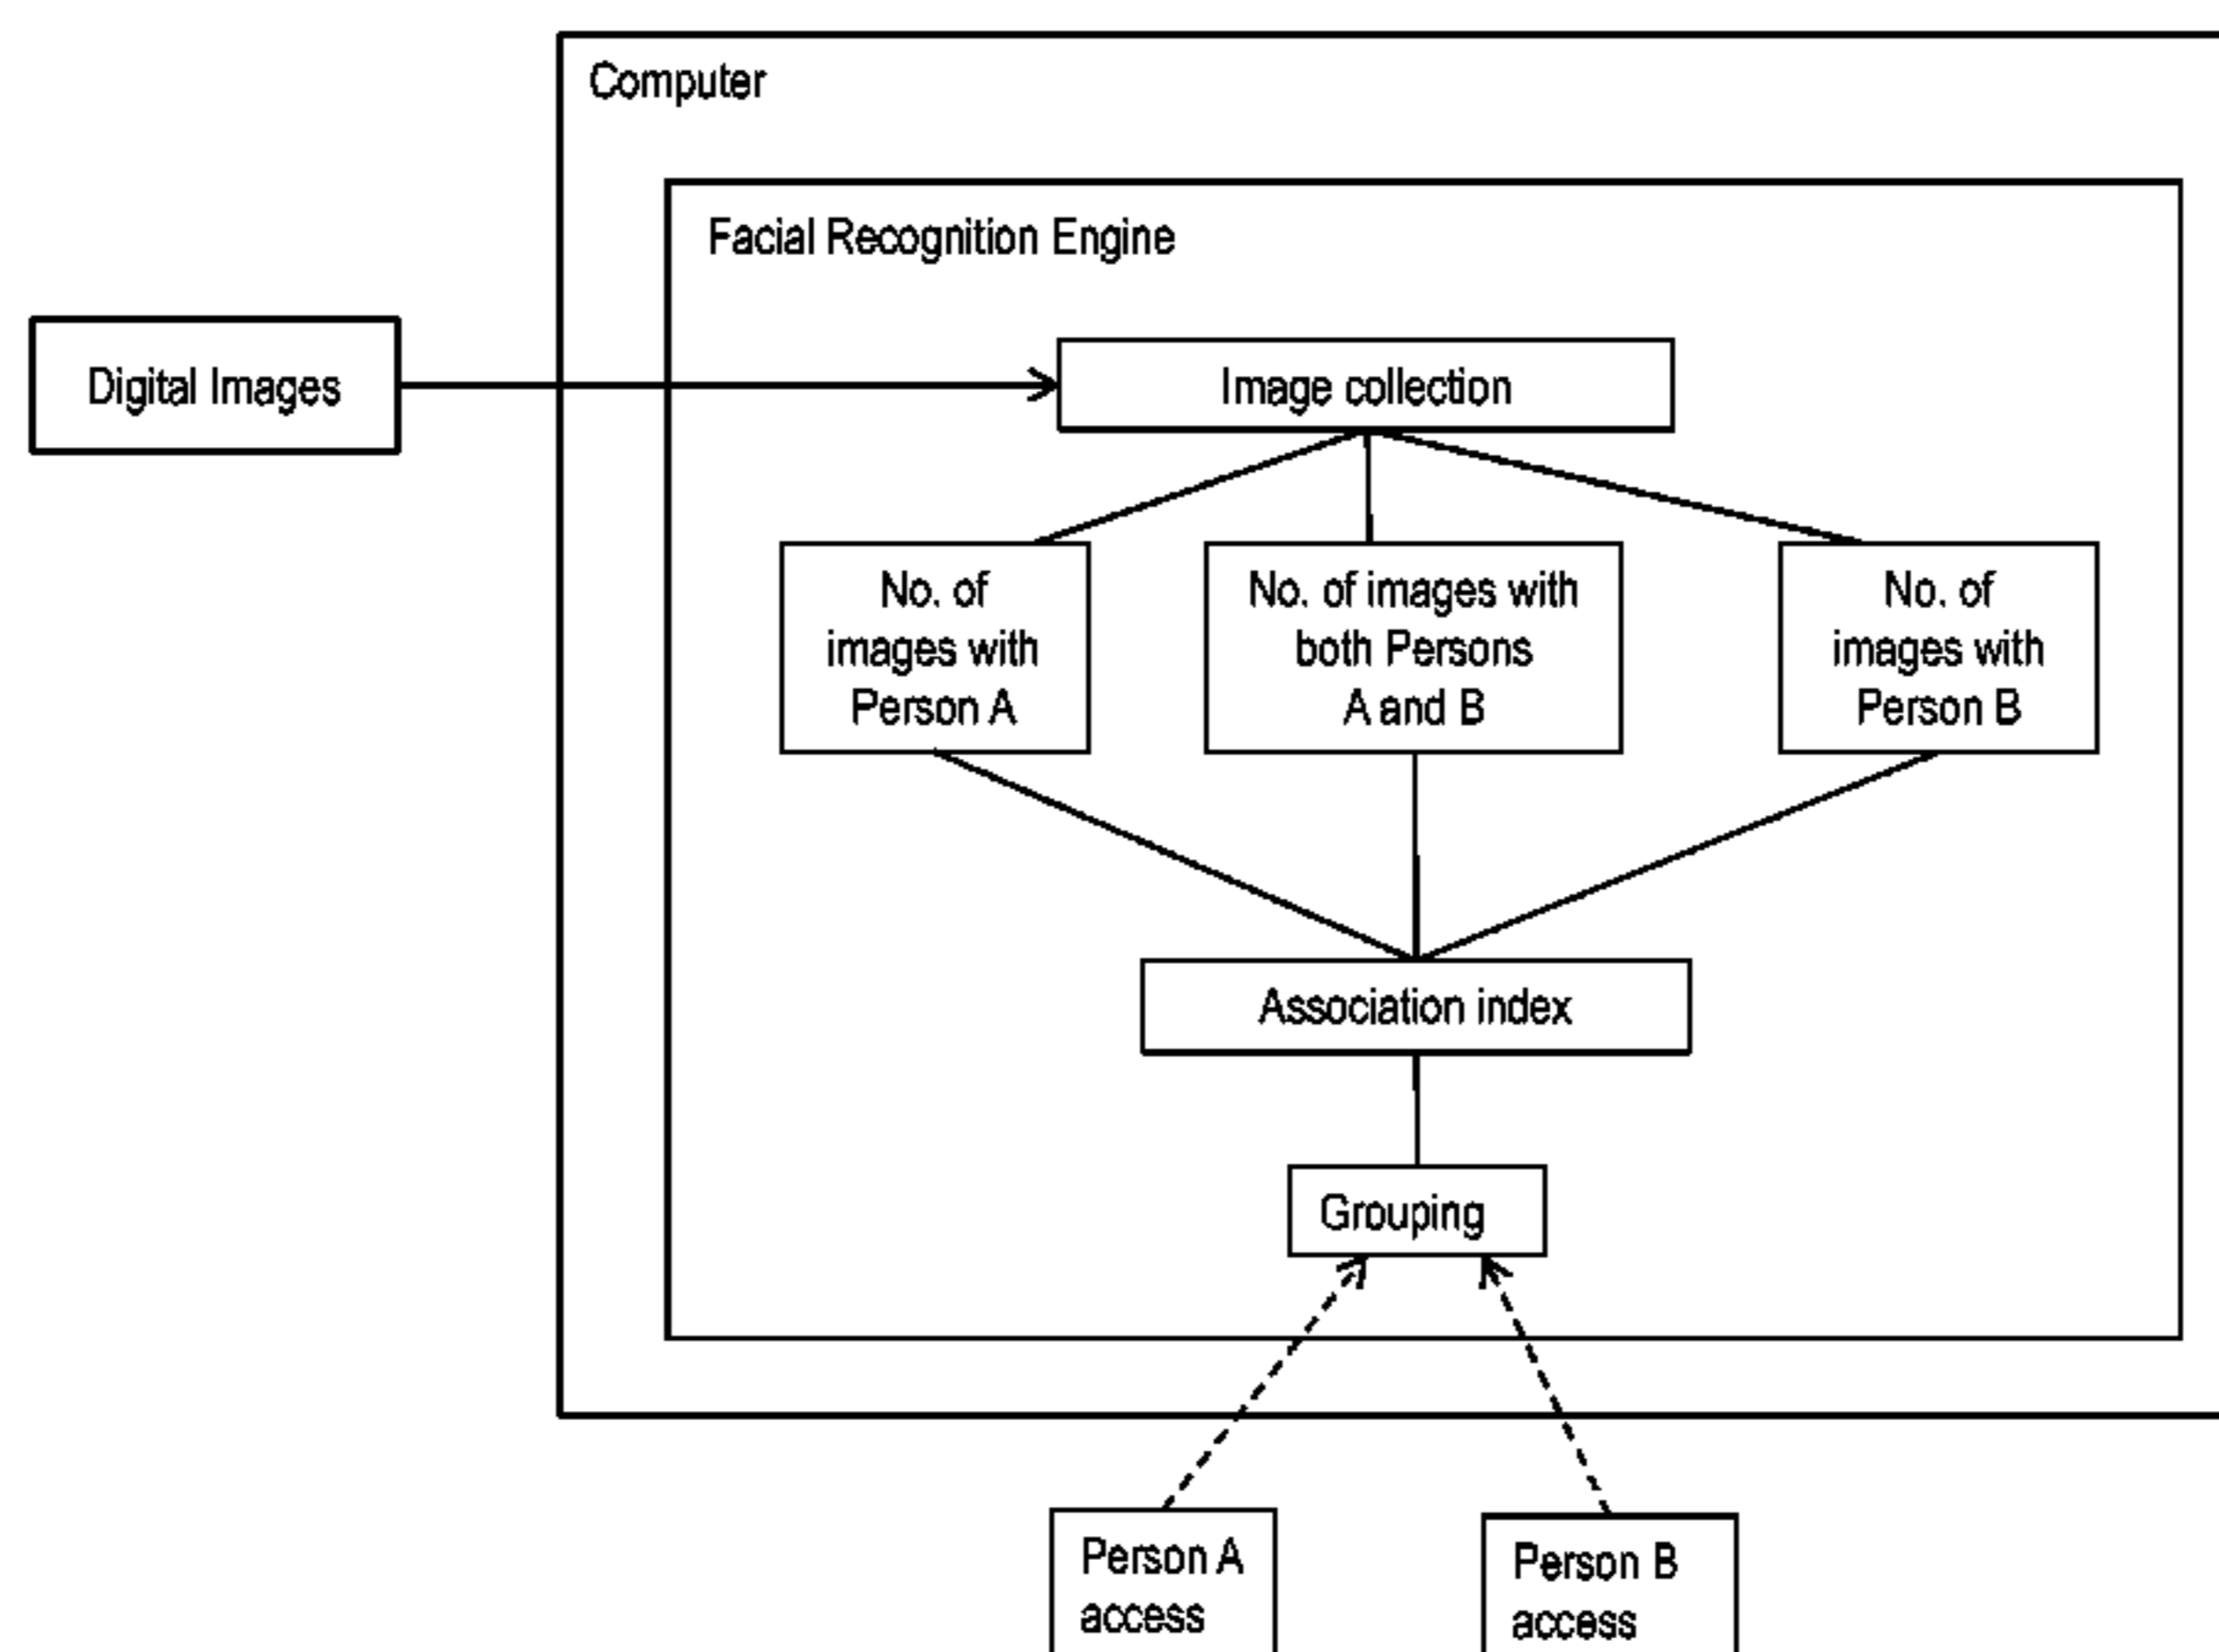 Computer
Facial Recognition Engine
Digital Images
Image collection
No. of
images with
Person A
No. of images with
both Persons
A and B
No. of
images with
Person B
Association index
Grouping
Person A
access
Person B
access